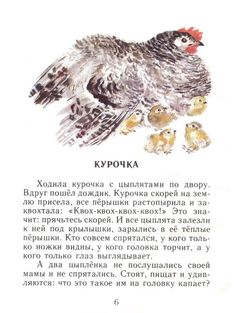 КУРОЧКА
Ходила курочка с цыплятами по двору.
Вдруг пошёл дождик. Курочка скорей на зем-
лю присела, все пёрышки растопырила и за-
квохтала: «Квох-квох-квох-квох!» Это зна-
чит: прячьтесь скорей. И все цыплята залезли
к ней под крылышки, зарылись в её тёплые
пёрышки. Кто совсем спрятался, у кого толь-
ко ножки видны, у кого головка торчит, а у
кого только глаз выглядывает.
А два цыплёнка не послушались своей
мамы и не спрятались. Стоят, пищат и удив-
ляются: что это такое им на головку капает?
6